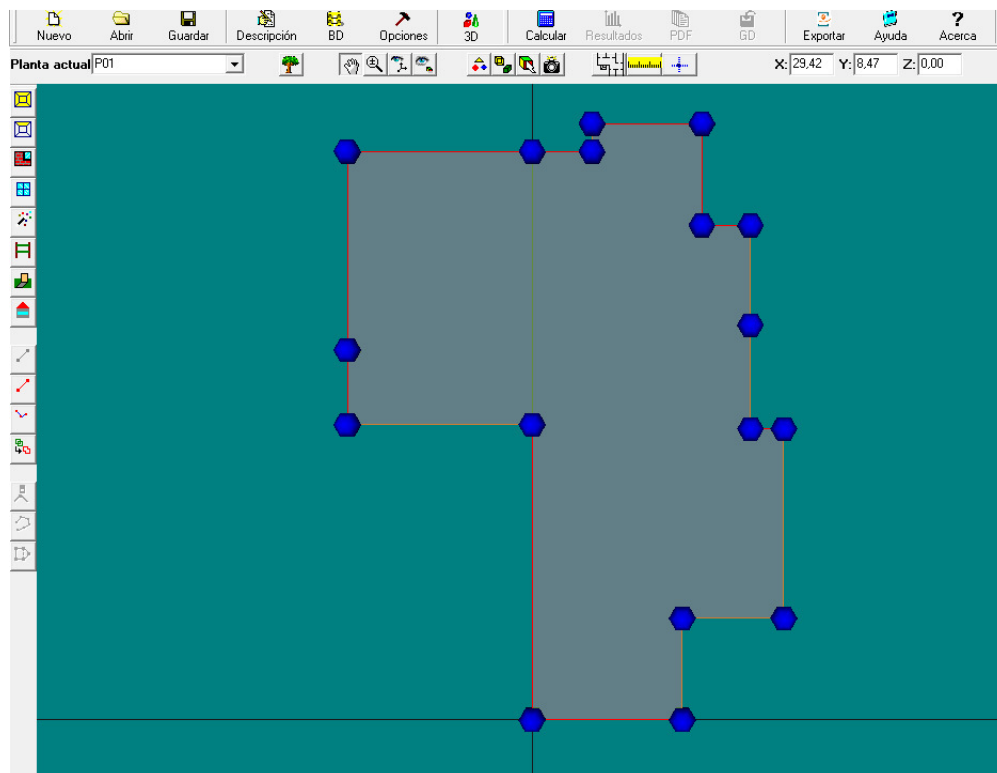 Nuevo Abrir Guardar Descripción BD Opciones 3D Calcular Resultados PDF GD Exportar Ayuda Acerca
Planta actual P01 X: 29,42 Y: 8,47 Z: 0,00